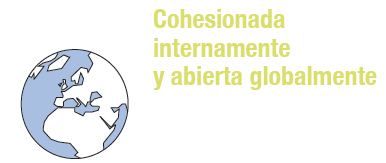 Cohesionada
internamente
y abierta globalmente